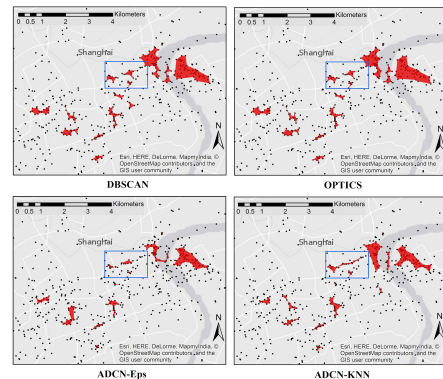 Kilometers
0 0.5 1 2 3 4
Shanghai
N
Esri, HERE, DeLorme, MapmyIndia, ©
OpenStreetMap contributors, and the
GIS user community
DBSCAN
Kilometers
0 0.5 1 2 3 4
Shanghai
N
Esri, HERE, DeLorme, MapmyIndia, ©
OpenStreetMap contributors, and the
GIS user community
OPTICS
Kilometers
0 0.5 1 2 3 4
Shanghai
N
Esri, HERE, DeLorme, MapmyIndia, ©
OpenStreetMap contributors, and the
GIS user community
ADCN-Eps
Kilometers
0 0.5 1 2 3 4
Shanghai
N
Esri, HERE, DeLorme, MapmyIndia, ©
OpenStreetMap contributors, and the
GIS user community
ADCN-KNN